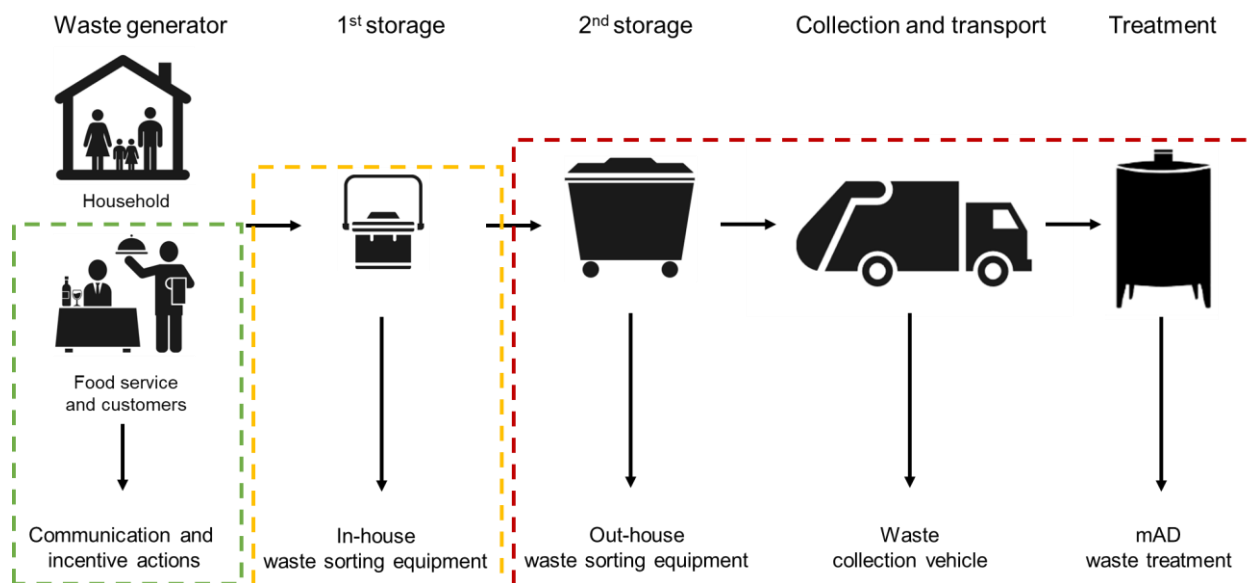 Waste generator
1st storage
2nd storage
Collection and transport
Treatment
Household
Food service
and customers
Communication and
incentive actions
In-house
waste sorting equipment
Out-house
waste sorting equipment
Waste
collection vehicle
mAD
waste treatment